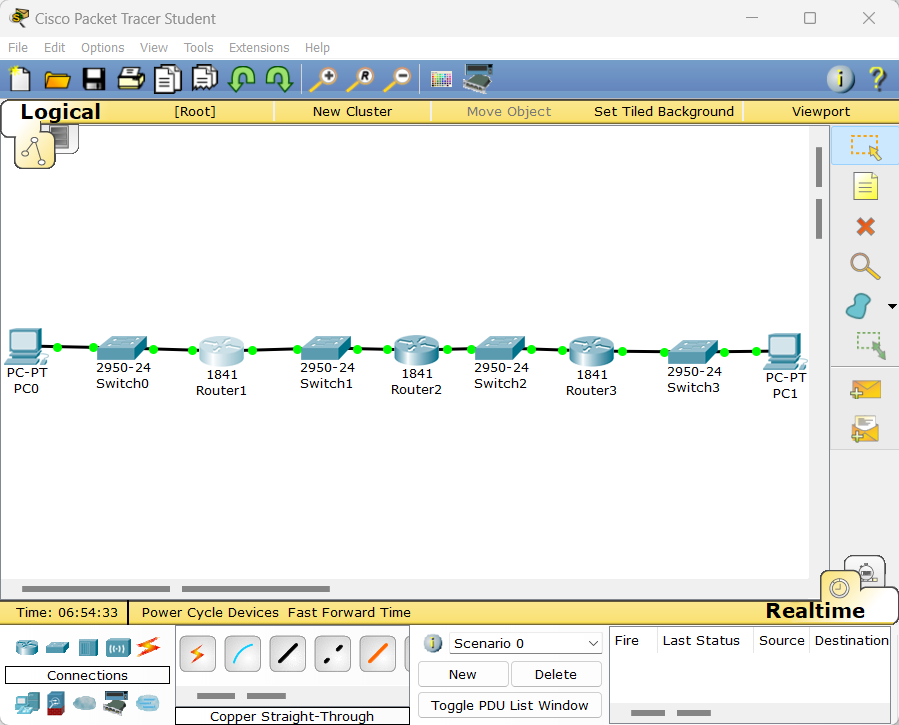 Cisco Packet Tracer Student
File Edit Options View Tools Extensions Help
Logical [Root] New Cluster Move Object Set Tiled Background Viewport
PC-PT
PC0
2950-24
Switch0
1841
Router1
2950-24
Switch1
1841
Router2
2950-24
Switch2
1841
Router3
2950-24
Switch3
PC-PT
PC1
Time: 06:54:33 Power Cycle Devices Fast Forward Time Realtime
Connections
Copper Straight-Through
Scenario 0
New Delete
Toggle PDU List Window
Fire Last Status Source Destination